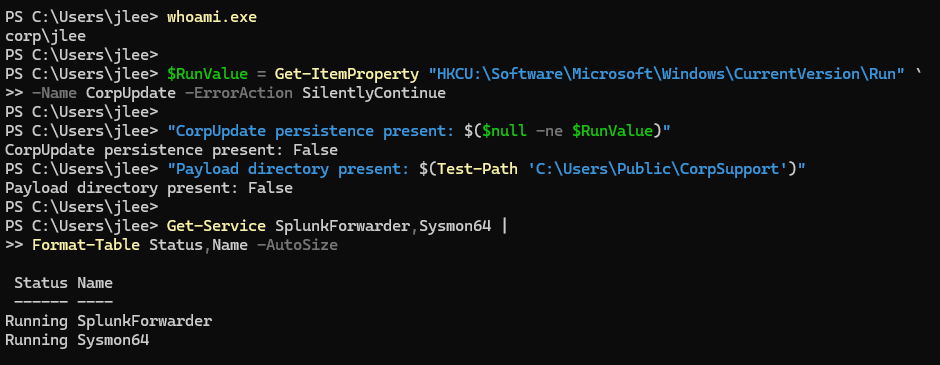 PS C:\Users\jlee> whoami.exe
corp\jlee
PS C:\Users\jlee>
PS C:\Users\jlee> $RunValue = Get-ItemProperty "HKCU:\Software\Microsoft\Windows\CurrentVersion\Run" `
>> -Name CorpUpdate -ErrorAction SilentlyContinue
PS C:\Users\jlee>
PS C:\Users\jlee> "CorpUpdate persistence present: $($null -ne $RunValue)"
CorpUpdate persistence present: False
PS C:\Users\jlee> "Payload directory present: $(Test-Path 'C:\Users\Public\CorpSupport')"
Payload directory present: False
PS C:\Users\jlee>
PS C:\Users\jlee> Get-Service SplunkForwarder,Sysmon64 |
>> Format-Table Status,Name -AutoSize

 Status Name
 ------ ----
Running SplunkForwarder
Running Sysmon64